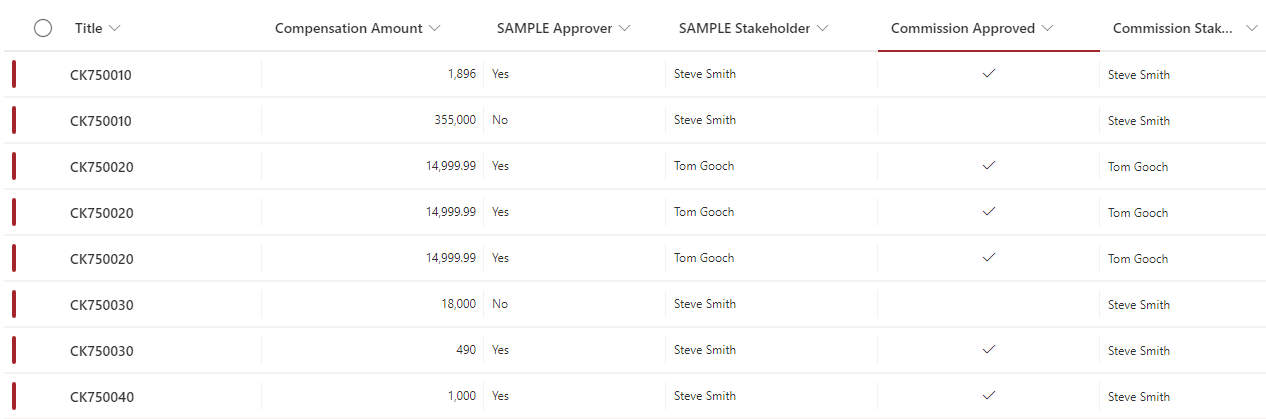 Title Compensation Amount SAMPLE Approver SAMPLE Stakeholder Commission Approved Commission Stak...
CK750010 1,896 Yes Steve Smith Steve Smith
CK750010 355,000 No Steve Smith Steve Smith
CK750020 14,999.99 Yes Tom Gooch Tom Gooch
CK750020 14,999.99 Yes Tom Gooch Tom Gooch
CK750020 14,999.99 Yes Tom Gooch Tom Gooch
CK750030 18,000 No Steve Smith Steve Smith
CK750030 490 Yes Steve Smith Steve Smith
CK750040 1,000 Yes Steve Smith Steve Smith